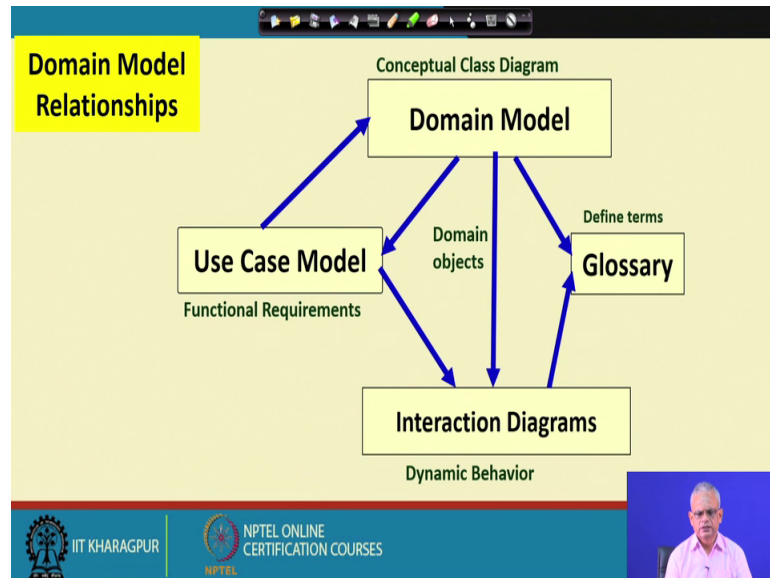 Domain Model
Relationships
Conceptual Class Diagram
Domain Model
Define terms
Domain
objects
Use Case Model
Glossary
Functional Requirements
Interaction Diagrams
Dynamic Behavior
IIT KHARAGPUR
NPTEL
NPTEL ONLINE
CERTIFICATION COURSES